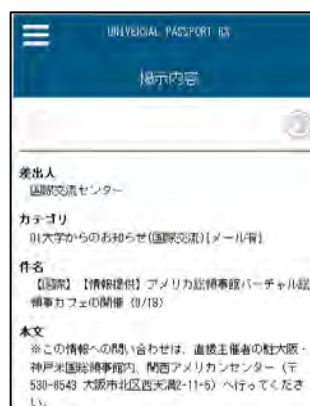 UNIVERSAL PASSPORT RX
掲示内容
差出人
国際交流センター
カテゴリ
01大学からのお知らせ(国際交流)[メール有]
件名
【国際】【情報提供】アメリカ総領事館バーチャル総
領事カフェの開催（9/18）
本文
※この情報への問い合わせは、直接主催者の駐大阪・
神戸米国総領事館内、関西アメリカンセンター（〒
530-8543 大阪市北区西天満2-11-5）へ行ってくださ
い。